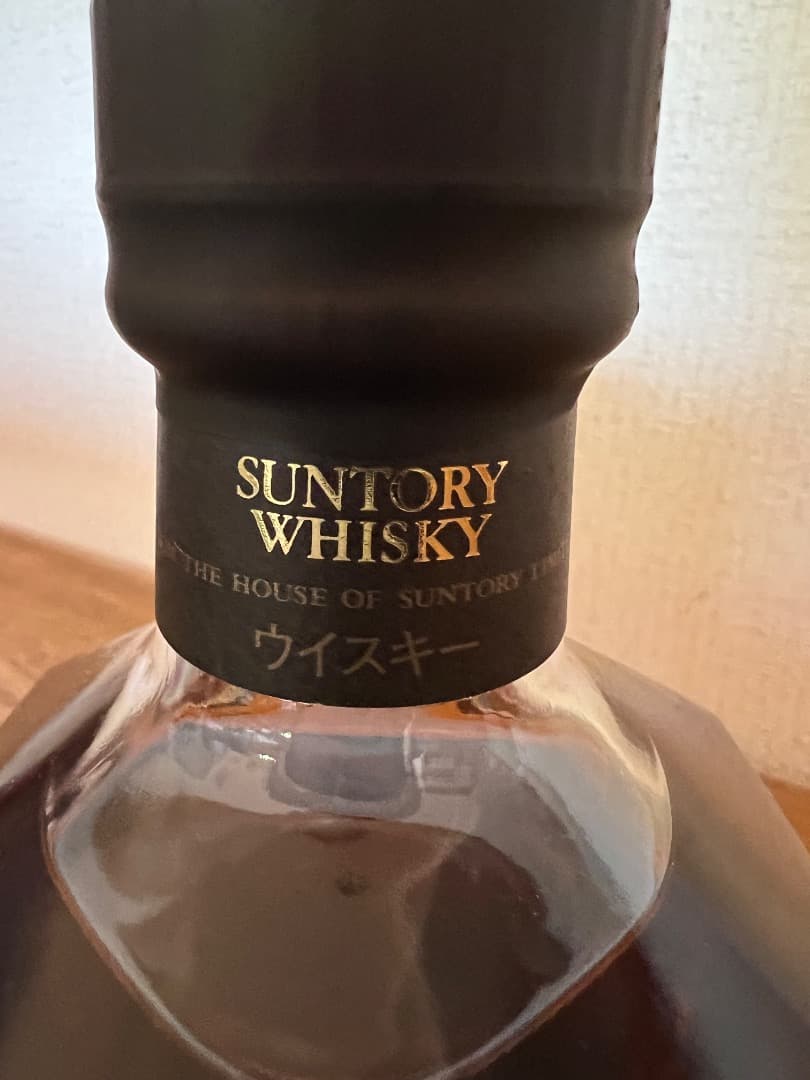 SUNTORY
WHISKY
THE HOUSE OF SUNTORY
ウイスキー